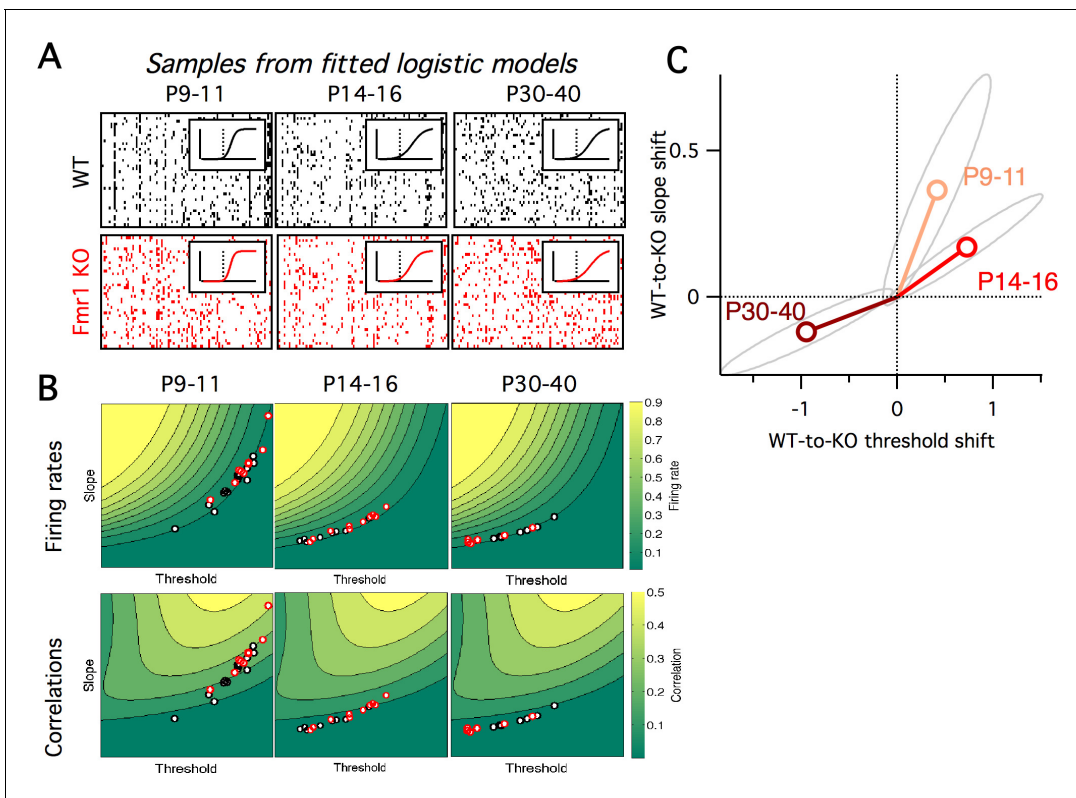 A
Samples from fitted logistic models
P9-11 P14-16 P30-40
WT
Fmr1 KO
B
P9-11 P14-16 P30-40
Firing rates
Slope
Threshold Threshold Threshold
0.9
0.8
0.7
0.6
0.5
0.4
0.3
0.2
0.1
Firing rate
Correlations
Slope
Threshold Threshold Threshold
0.5
0.4
0.3
0.2
0.1
Correlation
C
WT-to-KO slope shift
0.5
0
P9-11
P14-16
P30-40
-1 0 1
WT-to-KO threshold shift